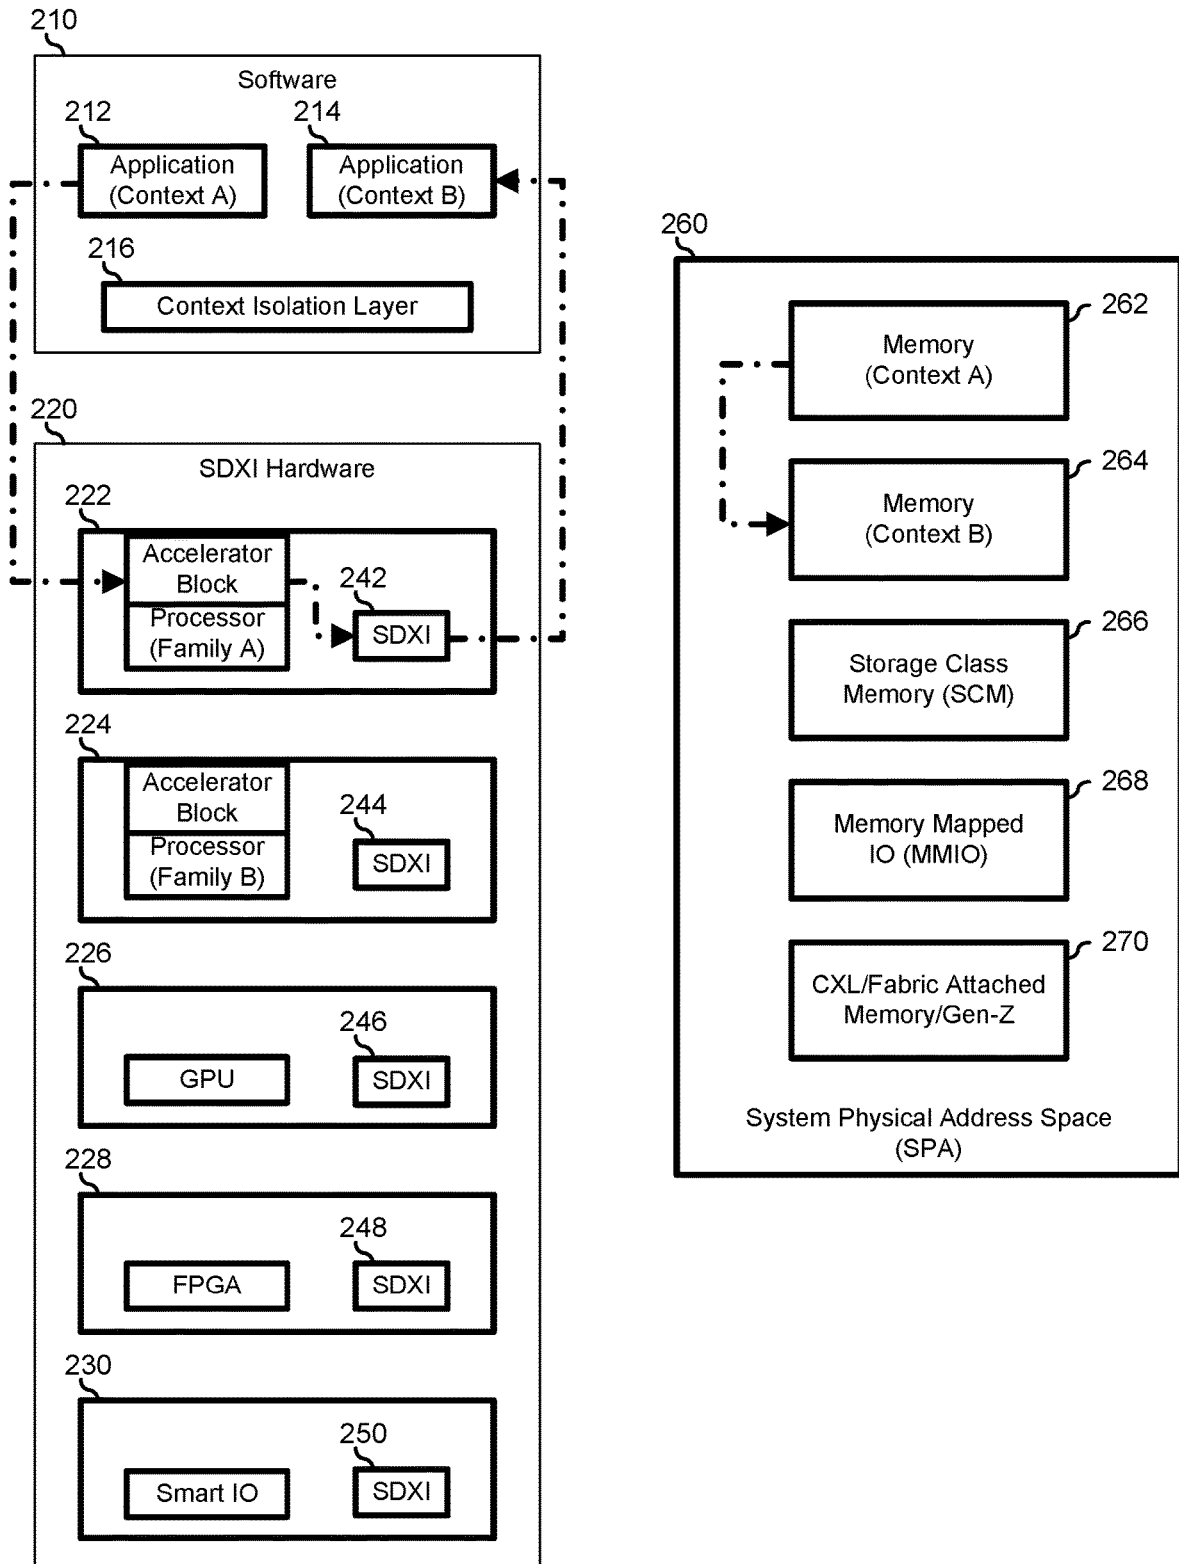 210
Software
212
214
Application
(Context A)
Application
(Context B)
216
Context Isolation Layer
220
SDXI Hardware
222
Accelerator
Block
Processor
(Family A)
242
SDXI
224
Accelerator
Block
Processor
(Family B)
244
SDXI
226
GPU
246
SDXI
228
FPGA
248
SDXI
230
Smart IO
250
SDXI
260
262
Memory
(Context A)
264
Memory
(Context B)
266
Storage Class
Memory (SCM)
268
Memory Mapped
IO (MMIO)
270
CXL/Fabric Attached
Memory/Gen-Z
System Physical Address Space
(SPA)